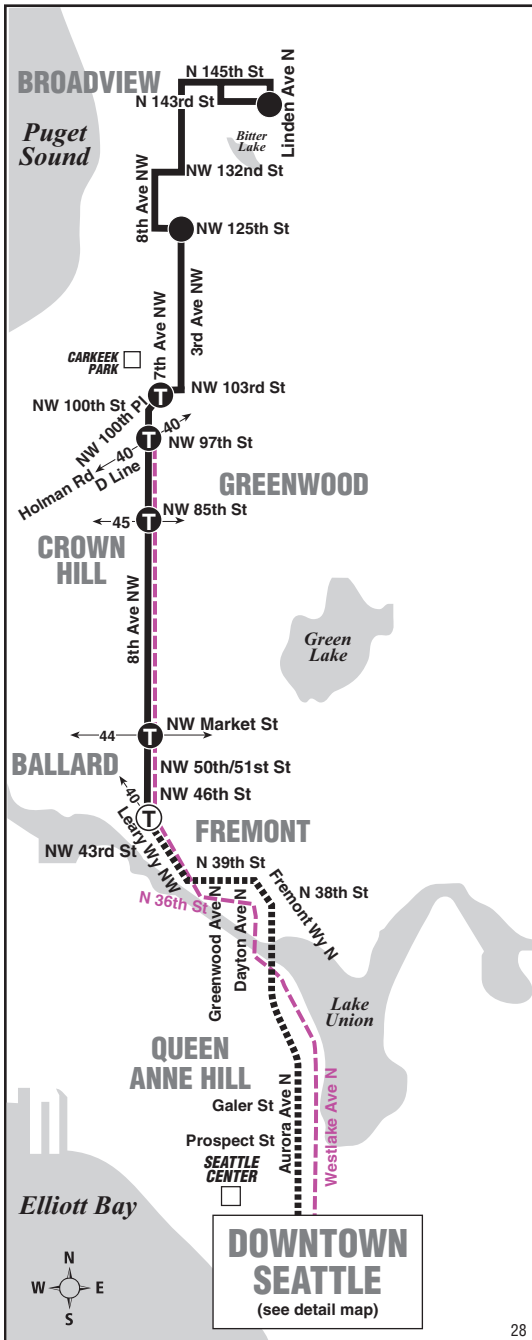 N 145th St
BROADVIEW
N 143rd St
Linden Ave N
Puget
Sound
Bitter
Lake
NW 132nd St
8th Ave NW
NW 125th St
3rd Ave NW
CARKEEK
PARK
7th Ave NW
NW 103rd St
NW 100th St
T
NW 100th Pl
40
T
NW 97th St
40
Holman Rd
D Line
GREENWOOD
NW 85th St
45
T
CROWN
HILL
8th Ave NW
Green
Lake
NW Market St
44
T
BALLARD
NW 50th/51st St
40
NW 46th St
T
Leary Wy NW
FREMONT
NW 43rd St
N 39th St
Fremont Wy N
N 38th St
N 36th St
Greenwood Ave N
Dayton Ave N
Lake
Union
QUEEN
ANNE HILL
Aurora Ave N
Westlake Ave N
Galer St
Prospect St
SEATTLE
CENTER
Elliott Bay
DOWNTOWN
SEATTLE
(see detail map)
N
W E
S
28